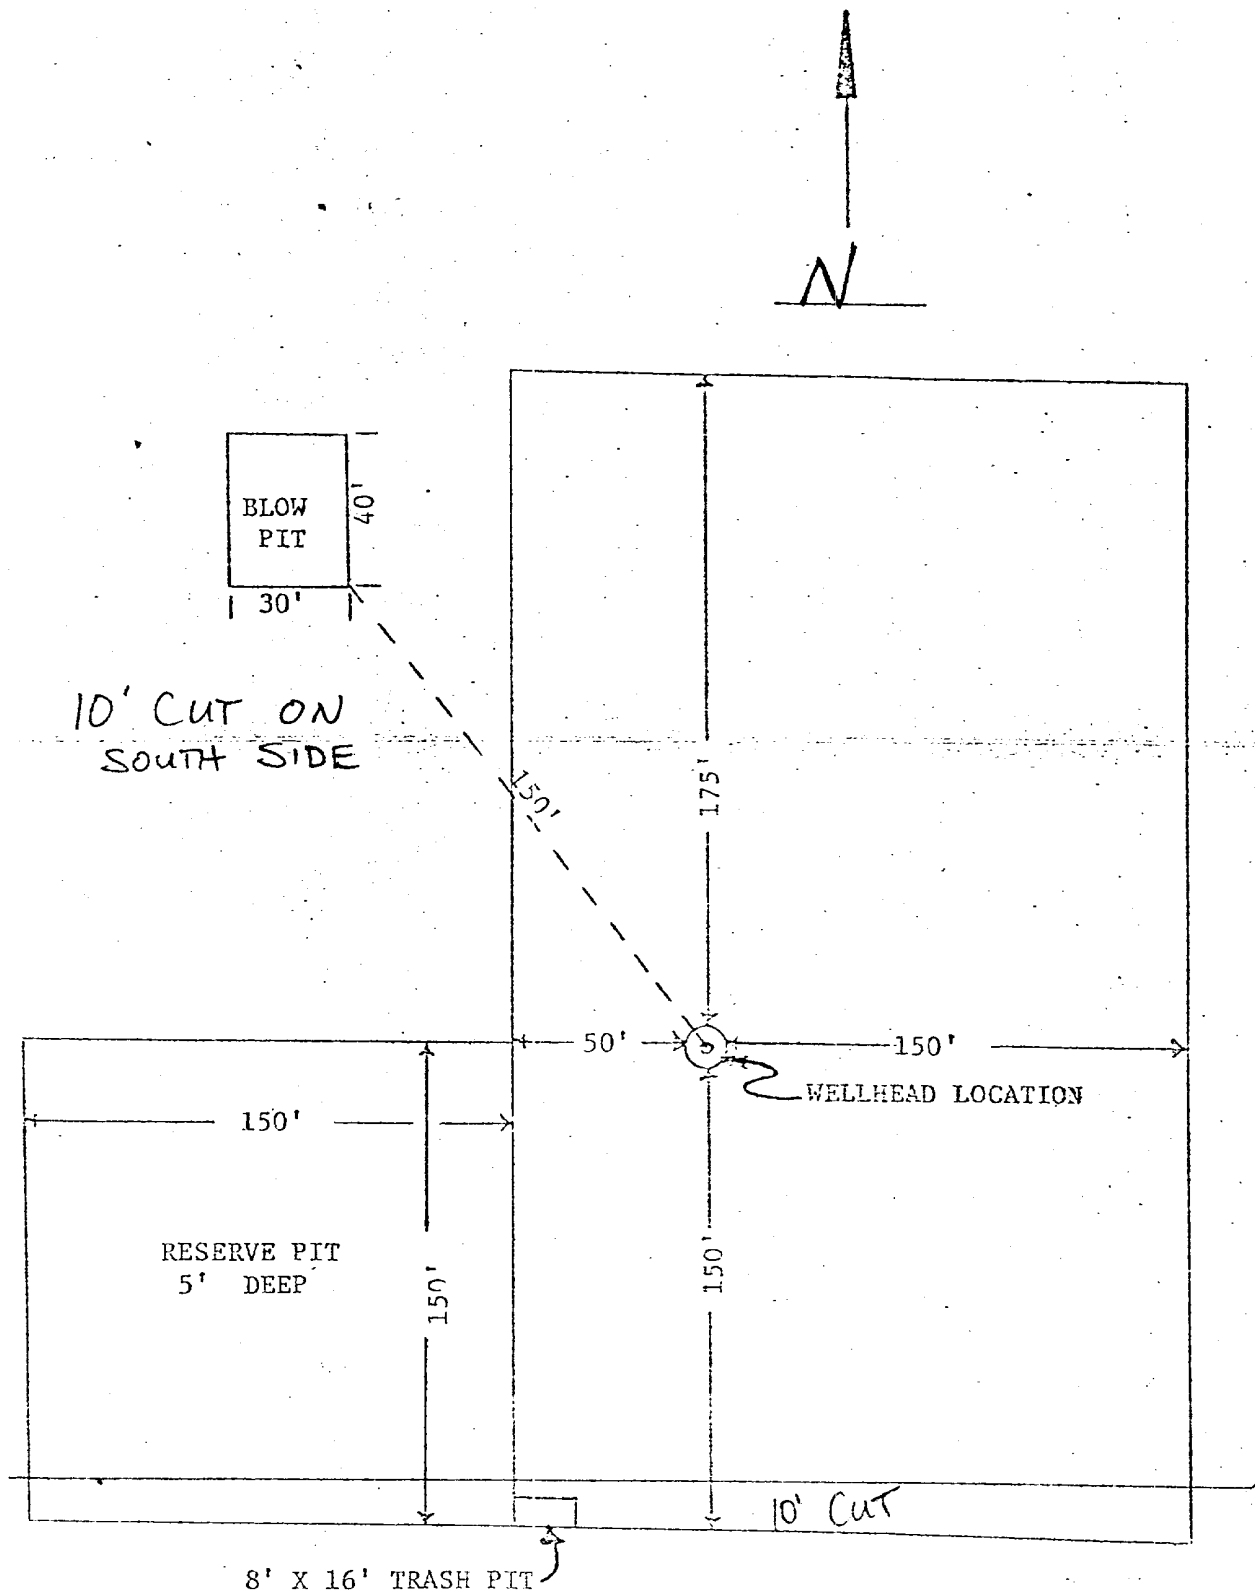 N
BLOW
PIT
40'
30'
10' CUT ON
SOUTH SIDE
150'
175'
50'
150'
WELLHEAD LOCATION
150'
RESERVE PIT
5' DEEP
150'
150'
10' CUT
8' X 16' TRASH PIT